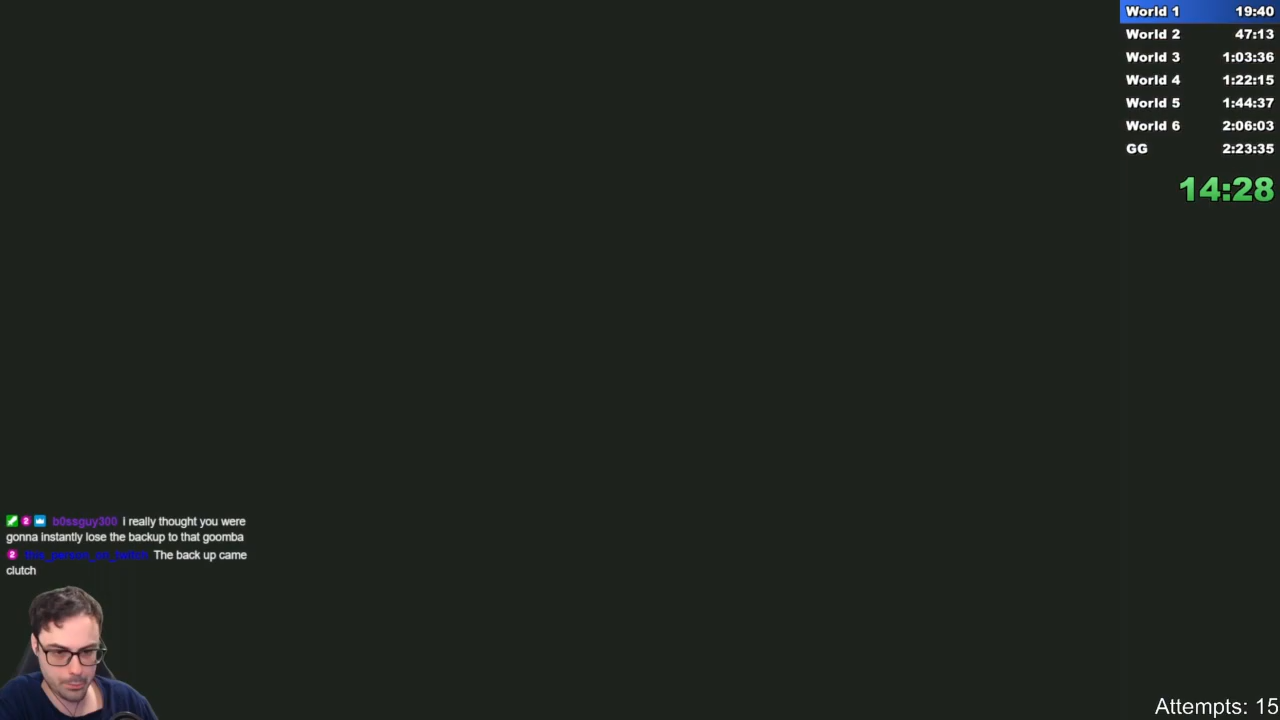 World 1 19:40
World 2 47:13
World 3 1:03:36
World 4 1:22:15
World 5 1:44:37
World 6 2:06:03
GG 2:23:35
14:28
2 b0ssguy300 I really thought you were
gonna instantly lose the backup to that goomba
2 The back up came
clutch
Attempts: 15